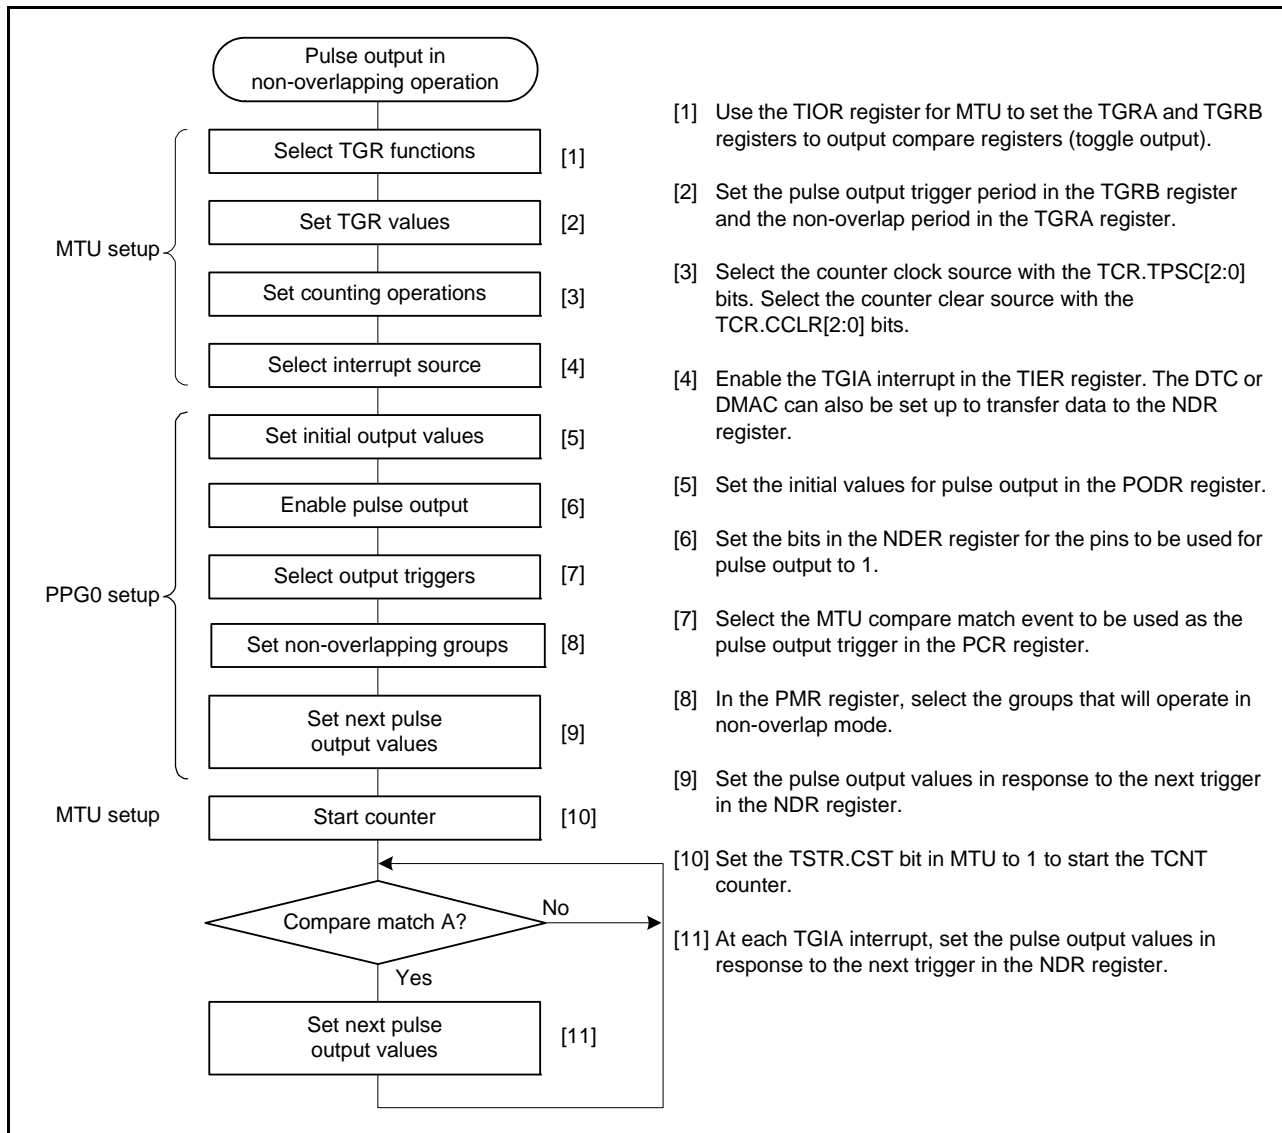 Pulse output in
non-overlapping operation
MTU setup
Select TGR functions [1]
Set TGR values [2]
Set counting operations [3]
Select interrupt source [4]
PPG0 setup
Set initial output values [5]
Enable pulse output [6]
Select output triggers [7]
Set non-overlapping groups [8]
Set next pulse
output values [9]
MTU setup
Start counter [10]
Compare match A?
No
Yes
Set next pulse
output values [11]
[1] Use the TIOR register for MTU to set the TGRA and TGRB
registers to output compare registers (toggle output).
[2] Set the pulse output trigger period in the TGRB register
and the non-overlap period in the TGRA register.
[3] Select the counter clock source with the TCR.TPSC[2:0]
bits. Select the counter clear source with the
TCR.CCLR[2:0] bits.
[4] Enable the TGIA interrupt in the TIER register. The DTC or
DMAC can also be set up to transfer data to the NDR
register.
[5] Set the initial values for pulse output in the PODR register.
[6] Set the bits in the NDER register for the pins to be used for
pulse output to 1.
[7] Select the MTU compare match event to be used as the
pulse output trigger in the PCR register.
[8] In the PMR register, select the groups that will operate in
non-overlap mode.
[9] Set the pulse output values in response to the next trigger
in the NDR register.
[10] Set the TSTR.CST bit in MTU to 1 to start the TCNT
counter.
[11] At each TGIA interrupt, set the pulse output values in
response to the next trigger in the NDR register.